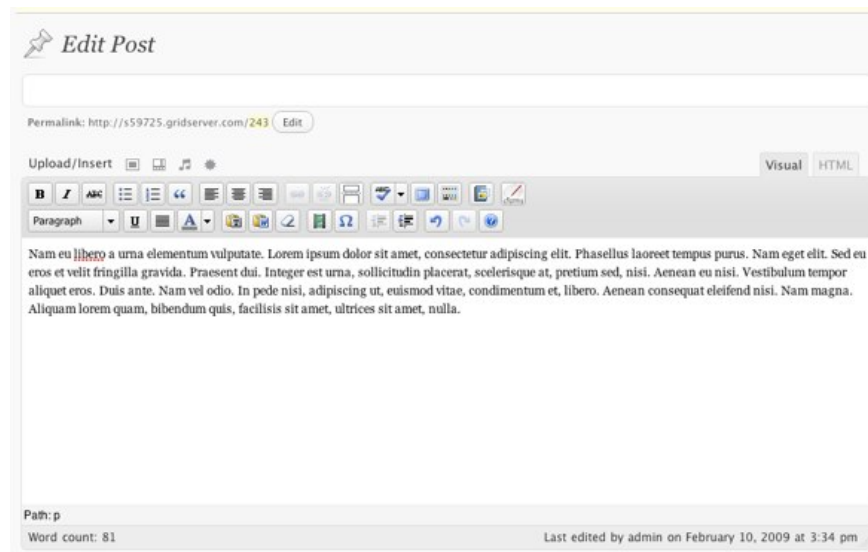 Edit Post
Permalink: http://s59725.gridserver.com/243 Edit
Upload/Insert
Visual HTML
B I ABC
Paragraph U A Ω
Nam eu libero a urna elementum vulputate. Lorem ipsum dolor sit amet, consectetur adipiscing elit. Phasellus laoreet tempus purus. Nam eget elit. Sed eu
eros et velit fringilla gravida. Praesent dui. Integer est urna, sollicitudin placerat, scelerisque at, pretium sed, nisi. Aenean eu nisi. Vestibulum tempor
aliquet eros. Duis ante. Nam vel odio. In pede nisi, adipiscing ut, euismod vitae, condimentum et, libero. Aenean consequat eleifend nisi. Nam magna.
Aliquam lorem quam, bibendum quis, facilisis sit amet, ultrices sit amet, nulla.
Path: p
Word count: 81
Last edited by admin on February 10, 2009 at 3:34 pm